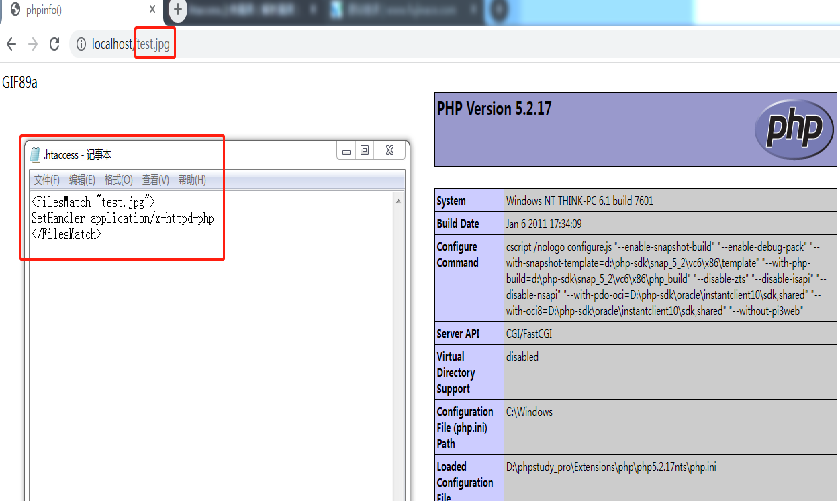 phpinfo()
localhost/test.jpg
GIF89a
.htaccess - 记事本
文件(F) 编辑(E) 格式(O) 查看(V) 帮助(H)
<FilesMatch "test.jpg">
SetHandler application/x-httpd-php
</FilesMatch>
PHP Version 5.2.17
php
System Windows NT THINK-PC 6.1 build 7601
Build Date Jan 6 2011 17:34:09
Configure Command cscript /nologo configure.js "--enable-snapshot-build" "--enable-debug-pack" "--
with-snapshot-template=d:\php-sdk\snap_5_2\vc6\x86\template" "--with-php-
build=d:\php-sdk\snap_5_2\vc6\x86\php_build" "--disable-zts" "--disable-isapi" "--
disable-nsapi" "--with-pdo-oci=D:\php-sdk\oracle\instantclient10\sdk,shared" "--
with-oci8=D:\php-sdk\oracle\instantclient10\sdk,shared" "--without-pi3web"
Server API CGI/FastCGI
Virtual Directory Support disabled
Configuration File (php.ini) Path C:\Windows
Loaded Configuration File D:\phpstudy_pro\Extensions\php\php5.2.17nts\php.ini